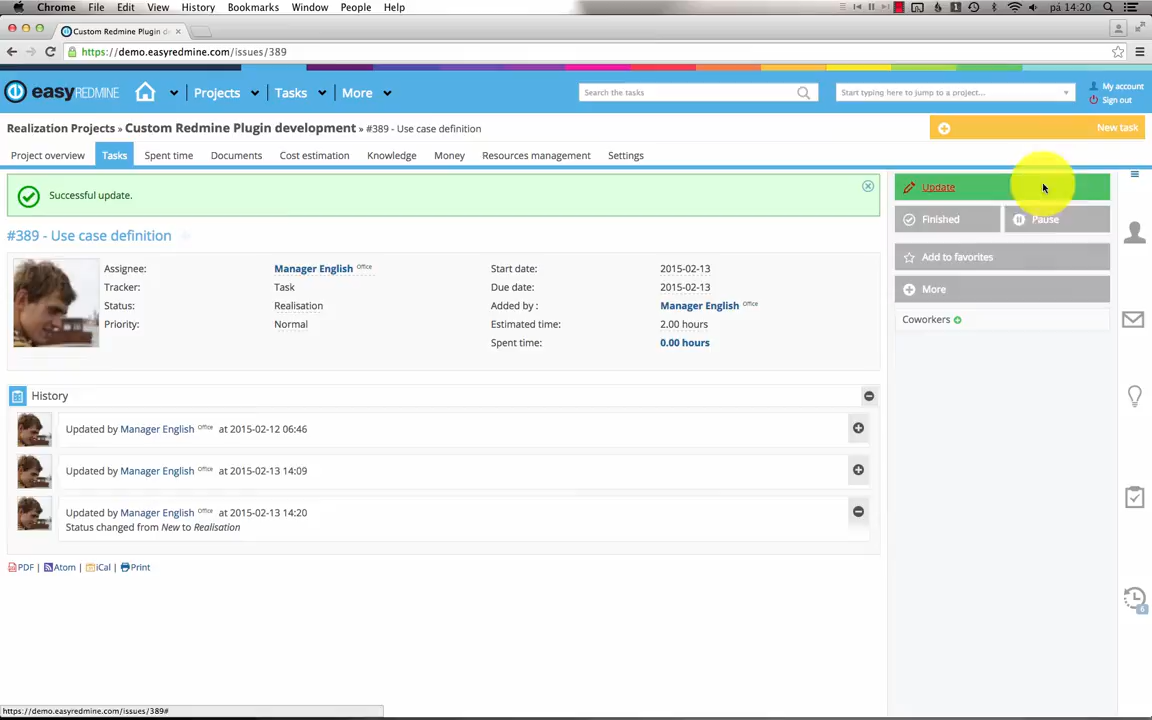 Chrome File Edit View History Bookmarks Window People Help 1 pá 14:20
Custom Redmine Plugin d
https://demo.easyredmine.com/issues/389
easyREDMINE Projects Tasks More Search the tasks Start typing here to jump to a project... My account
Sign out
Realization Projects » Custom Redmine Plugin development » #389 - Use case definition New task
Project overview Tasks Spent time Documents Cost estimation Knowledge Money Resources management Settings
Successful update.
Update
Finished Pause
#389 - Use case definition
Add to favorites
Assignee: Manager English Office Start date: 2015-02-13
Tracker: Task Due date: 2015-02-13
More
Status: Realisation Added by : Manager English Office
Coworkers
Priority: Normal Estimated time: 2.00 hours
Spent time: 0.00 hours
History
Updated by Manager English Office at 2015-02-12 06:46
Updated by Manager English Office at 2015-02-13 14:09
Updated by Manager English Office at 2015-02-13 14:20
Status changed from New to Realisation
PDF | Atom | iCal | Print
6
https://demo.easyredmine.com/issues/389#